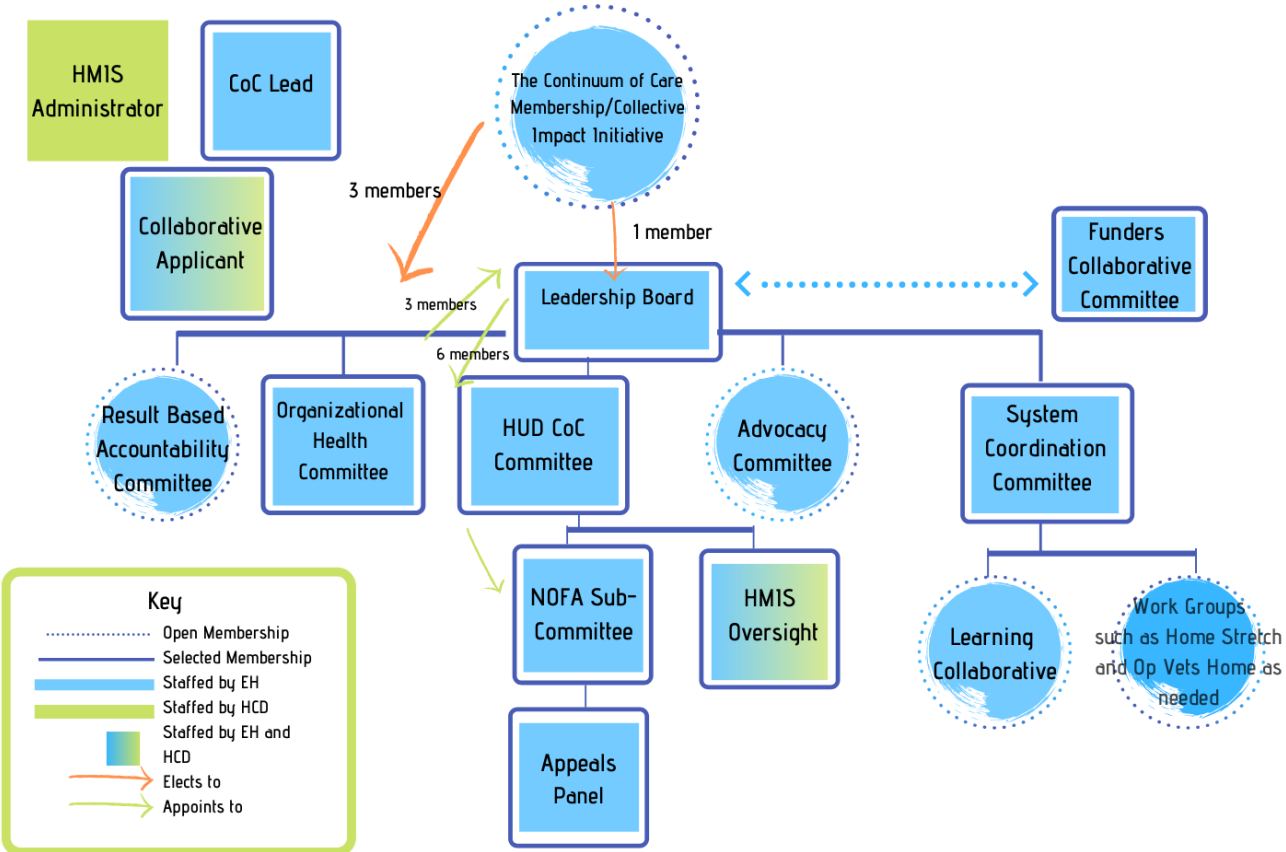 HMIS
Administrator
CoC Lead
The Continuum of Care
Membership/Collective
Impact Initiative
Collaborative
Applicant
3 members
1 member
Funders
Collaborative
Committee
Leadership Board
3 members
6 members
Result Based
Accountability
Committee
Organizational
Health
Committee
HUD CoC
Committee
Advocacy
Committee
System
Coordination
Committee
NOFA Sub-
Committee
HMIS
Oversight
Learning
Collaborative
Work Groups
such as Home Stretch
and Op Vets Home as
needed
Appeals
Panel
Key
Open Membership
Selected Membership
Staffed by EH
Staffed by HCD
Staffed by EH and
HCD
Elects to
Appoints to